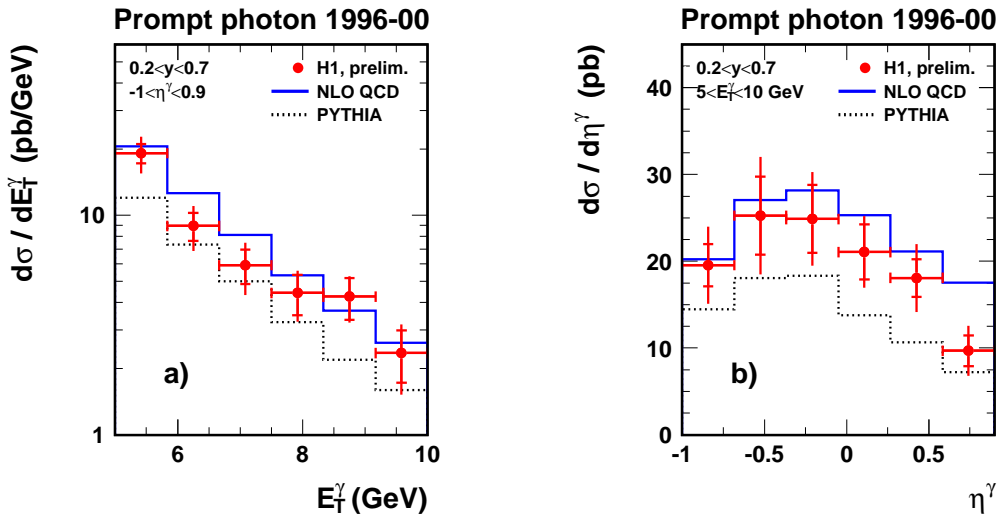 Prompt photon 1996-00
dσ / dE_T^γ (pb/GeV)
0.2<y<0.7
-1<η^γ<0.9
H1, prelim.
NLO QCD
PYTHIA
10
1
a)
6
8
10
E_T^γ (GeV)
Prompt photon 1996-00
dσ / dη^γ (pb)
0.2<y<0.7
5<E_T^γ<10 GeV
H1, prelim.
NLO QCD
PYTHIA
40
30
20
10
0
b)
-1
-0.5
0
0.5
η^γ